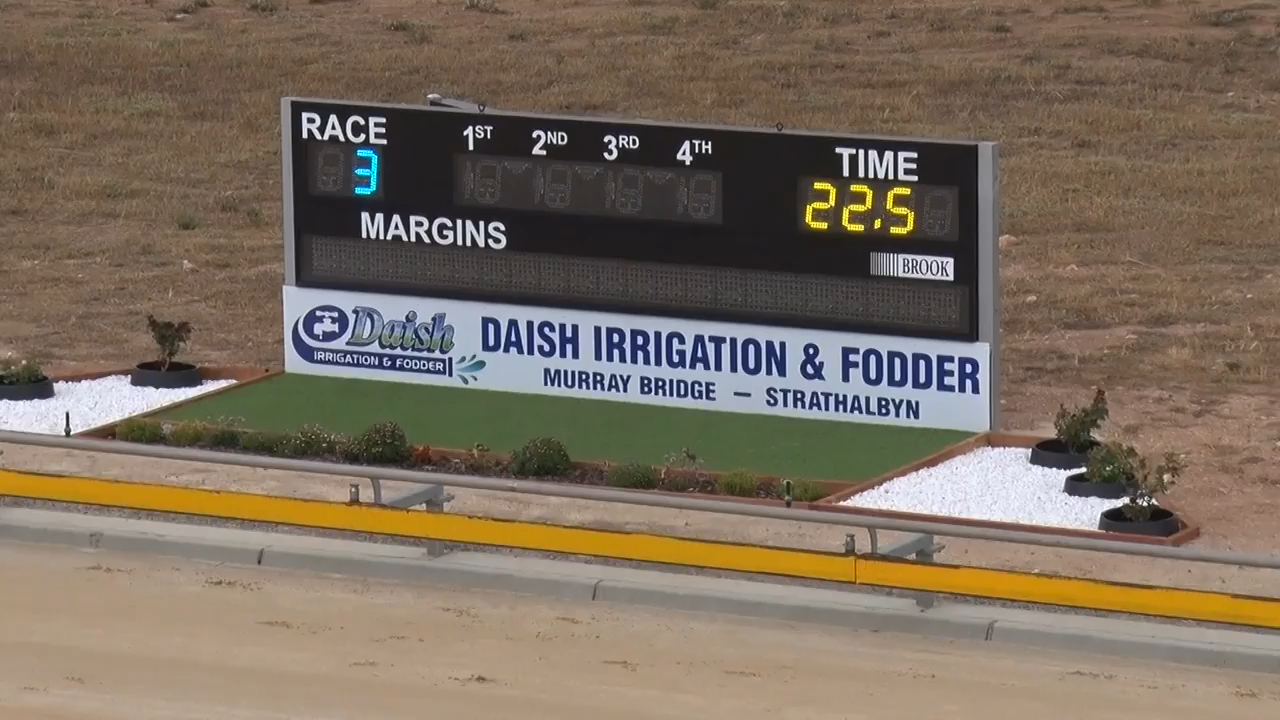 RACE 1ST 2ND 3RD 4TH TIME
3 22.5
MARGINS
BROOK
Daish
IRRIGATION & FODDER
DAISH IRRIGATION & FODDER
MURRAY BRIDGE — STRATHALBYN